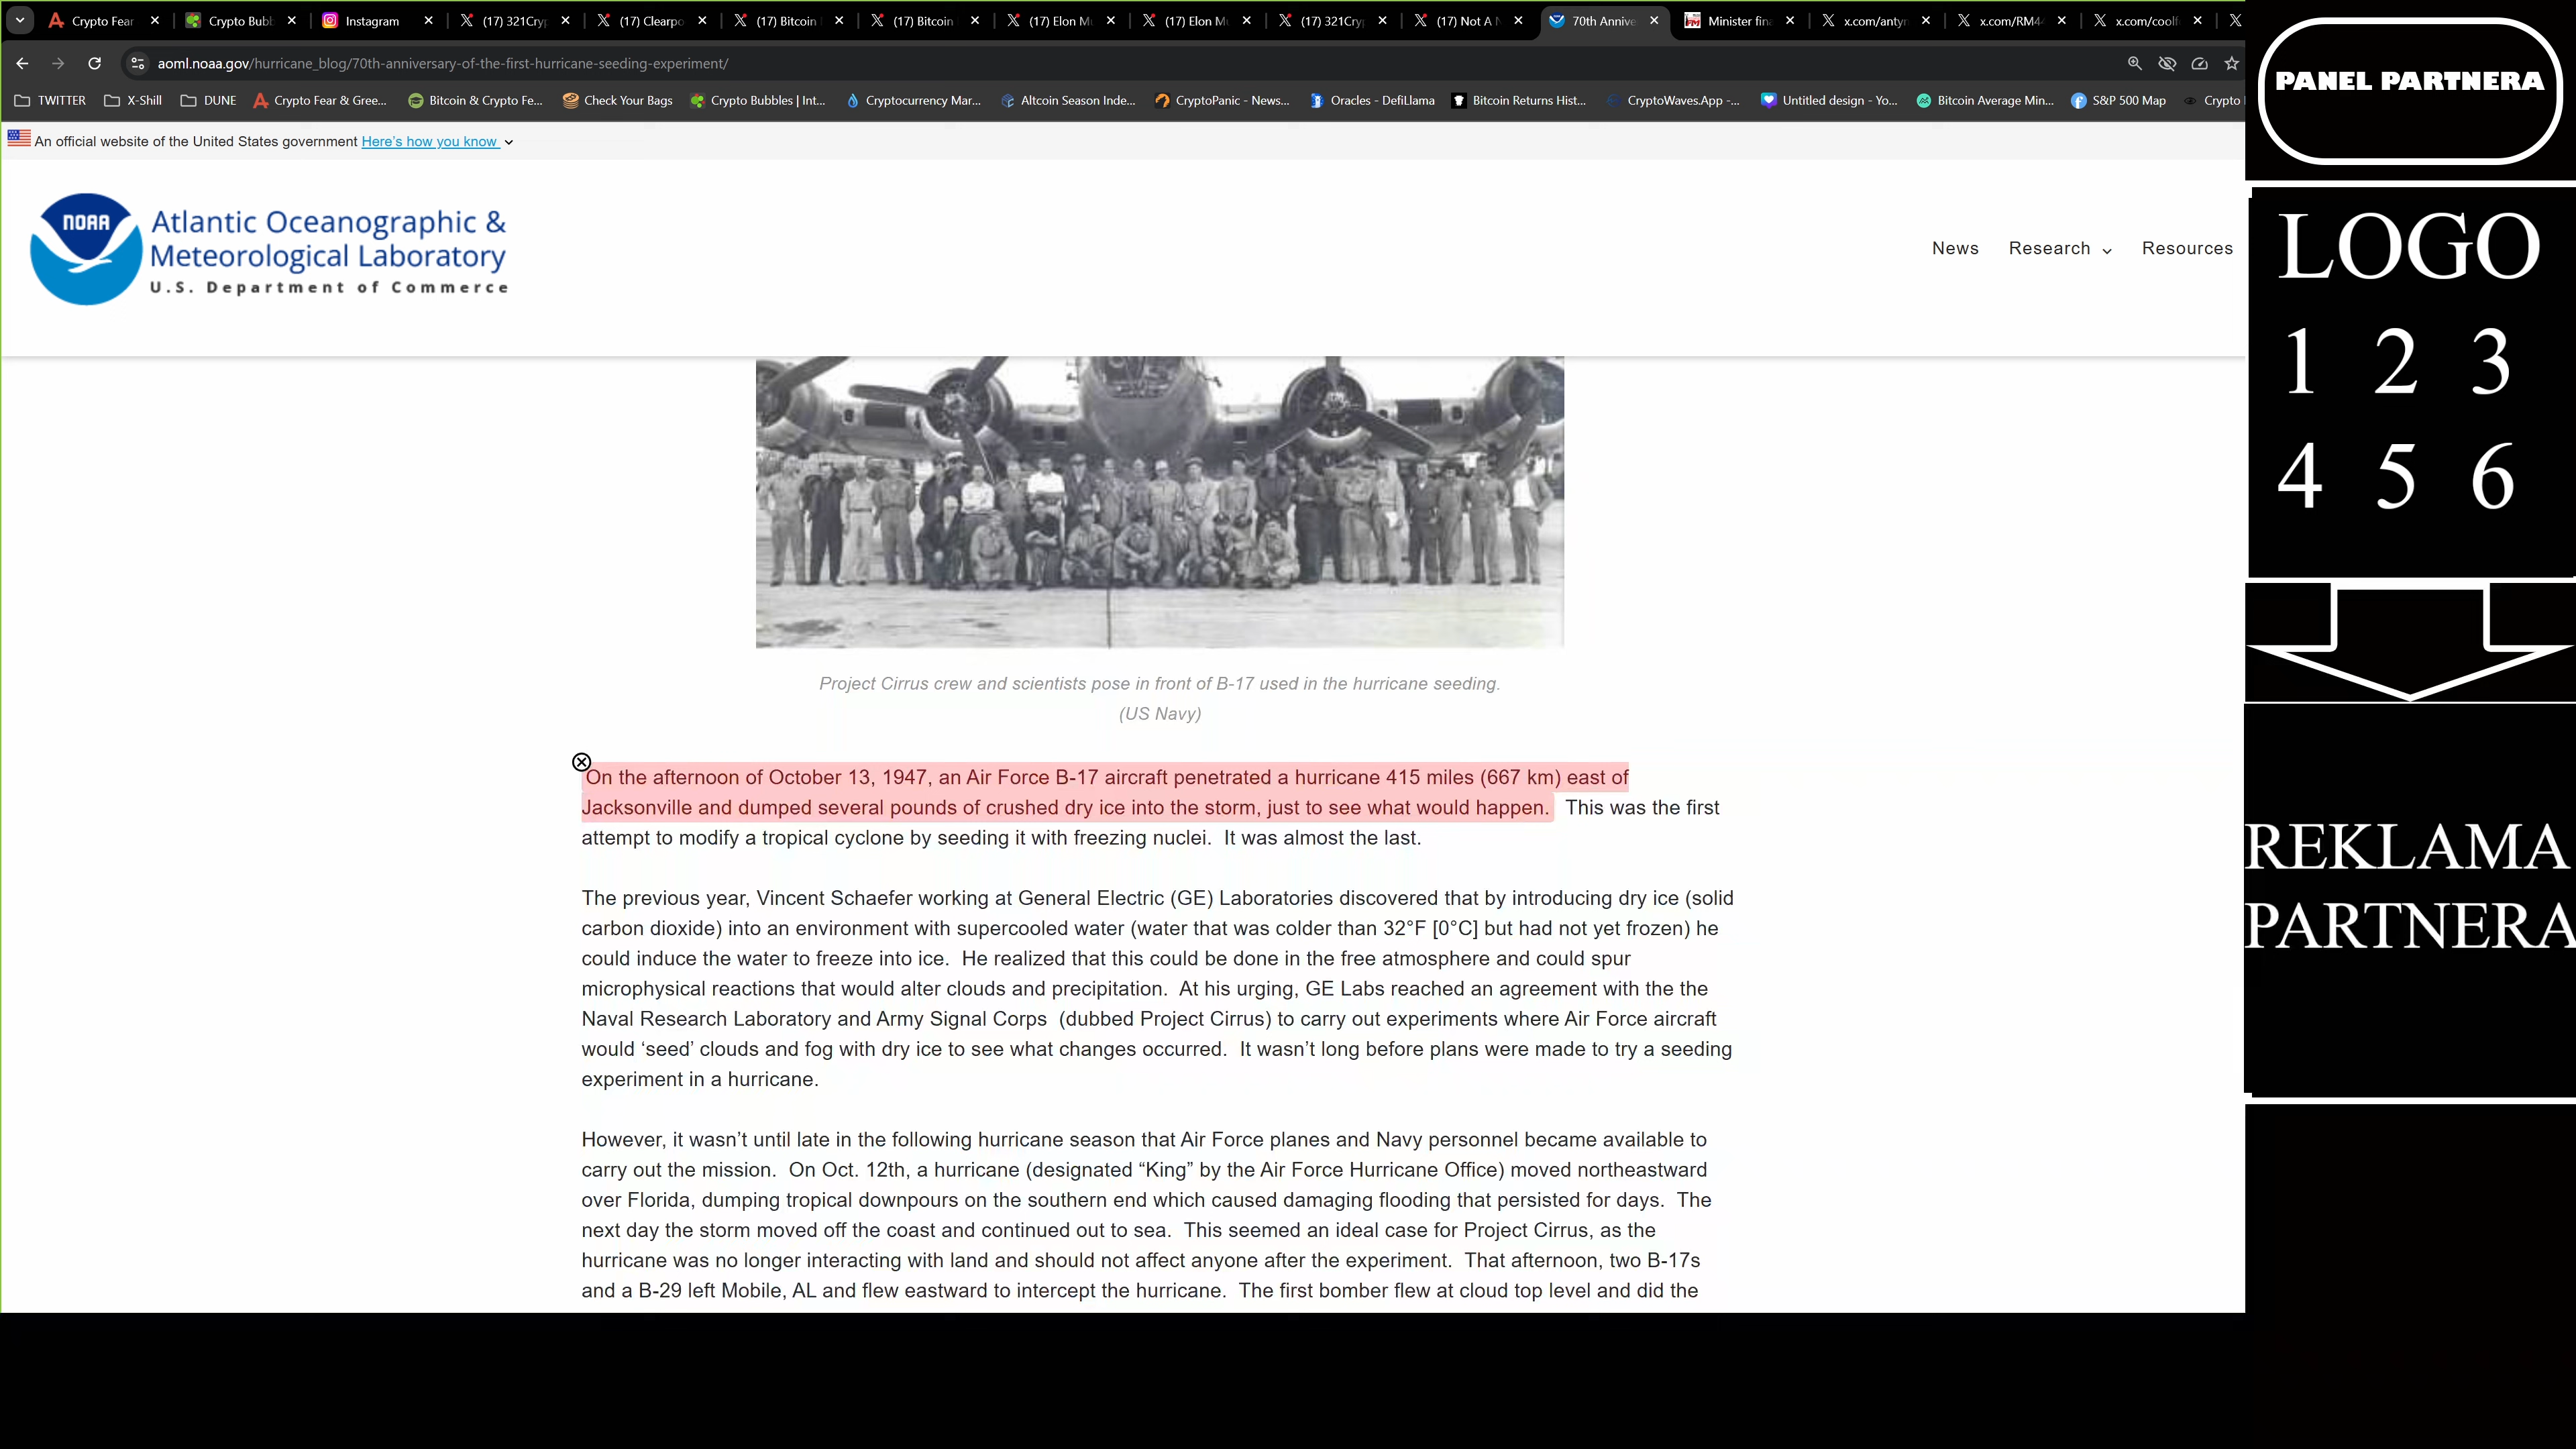 Crypto Fear
Crypto Bubb
Instagram
(17) 321Cryp
(17) Clearpo
(17) Bitcoin
(17) Bitcoin
(17) Elon Mu
(17) Elon Mu
(17) 321Cryp
(17) Not A N
70th Annive
Minister fin
x.com/antyr
x.com/RM4
x.com/coolf
aoml.noaa.gov/hurricane_blog/70th-anniversary-of-the-first-hurricane-seeding-experiment/
TWITTER
X-Shill
DUNE
Crypto Fear & Gree...
Bitcoin & Crypto Fe...
Check Your Bags
Crypto Bubbles | Int...
Cryptocurrency Mar...
Altcoin Season Inde...
CryptoPanic - News...
Oracles - DefiLlama
Bitcoin Returns Hist...
CryptoWaves.App -...
Untitled design - Yo...
Bitcoin Average Min...
S&P 500 Map
Crypto
An official website of the United States government Here's how you know
NOAA
Atlantic Oceanographic &
Meteorological Laboratory
U.S. Department of Commerce
News
Research
Resources
Project Cirrus crew and scientists pose in front of B-17 used in the hurricane seeding.
(US Navy)
On the afternoon of October 13, 1947, an Air Force B-17 aircraft penetrated a hurricane 415 miles (667 km) east of
Jacksonville and dumped several pounds of crushed dry ice into the storm, just to see what would happen. This was the first
attempt to modify a tropical cyclone by seeding it with freezing nuclei. It was almost the last.
The previous year, Vincent Schaefer working at General Electric (GE) Laboratories discovered that by introducing dry ice (solid
carbon dioxide) into an environment with supercooled water (water that was colder than 32°F [0°C] but had not yet frozen) he
could induce the water to freeze into ice. He realized that this could be done in the free atmosphere and could spur
microphysical reactions that would alter clouds and precipitation. At his urging, GE Labs reached an agreement with the the
Naval Research Laboratory and Army Signal Corps (dubbed Project Cirrus) to carry out experiments where Air Force aircraft
would ‘seed’ clouds and fog with dry ice to see what changes occurred. It wasn’t long before plans were made to try a seeding
experiment in a hurricane.
However, it wasn’t until late in the following hurricane season that Air Force planes and Navy personnel became available to
carry out the mission. On Oct. 12th, a hurricane (designated “King” by the Air Force Hurricane Office) moved northeastward
over Florida, dumping tropical downpours on the southern end which caused damaging flooding that persisted for days. The
next day the storm moved off the coast and continued out to sea. This seemed an ideal case for Project Cirrus, as the
hurricane was no longer interacting with land and should not affect anyone after the experiment. That afternoon, two B-17s
and a B-29 left Mobile, AL and flew eastward to intercept the hurricane. The first bomber flew at cloud top level and did the
PANEL PARTNERA
LOGO
1 2 3
4 5 6
REKLAMA
PARTNERA